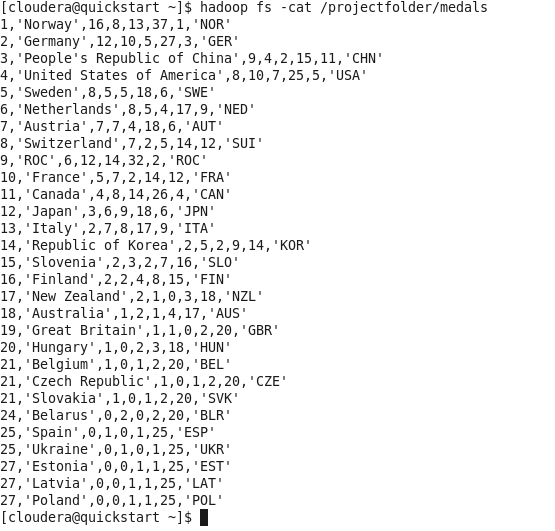 [cloudera@quickstart ~]$ hadoop fs -cat /projectfolder/medals
1,'Norway',16,8,13,37,1,'NOR'
2,'Germany',12,10,5,27,3,'GER'
3,'People's Republic of China',9,4,2,15,11,'CHN'
4,'United States of America',8,10,7,25,5,'USA'
5,'Sweden',8,5,5,18,6,'SWE'
6,'Netherlands',8,5,4,17,9,'NED'
7,'Austria',7,7,4,18,6,'AUT'
8,'Switzerland',7,2,5,14,12,'SUI'
9,'ROC',6,12,14,32,2,'ROC'
10,'France',5,7,2,14,12,'FRA'
11,'Canada',4,8,14,26,4,'CAN'
12,'Japan',3,6,9,18,6,'JPN'
13,'Italy',2,7,8,17,9,'ITA'
14,'Republic of Korea',2,5,2,9,14,'KOR'
15,'Slovenia',2,3,2,7,16,'SLO'
16,'Finland',2,2,4,8,15,'FIN'
17,'New Zealand',2,1,0,3,18,'NZL'
18,'Australia',1,2,1,4,17,'AUS'
19,'Great Britain',1,1,0,2,20,'GBR'
20,'Hungary',1,0,2,3,18,'HUN'
21,'Belgium',1,0,1,2,20,'BEL'
21,'Czech Republic',1,0,1,2,20,'CZE'
21,'Slovakia',1,0,1,2,20,'SVK'
24,'Belarus',0,2,0,2,20,'BLR'
25,'Spain',0,1,0,1,25,'ESP'
25,'Ukraine',0,1,0,1,25,'UKR'
27,'Estonia',0,0,1,1,25,'EST'
27,'Latvia',0,0,1,1,25,'LAT'
27,'Poland',0,0,1,1,25,'POL'
[cloudera@quickstart ~]$